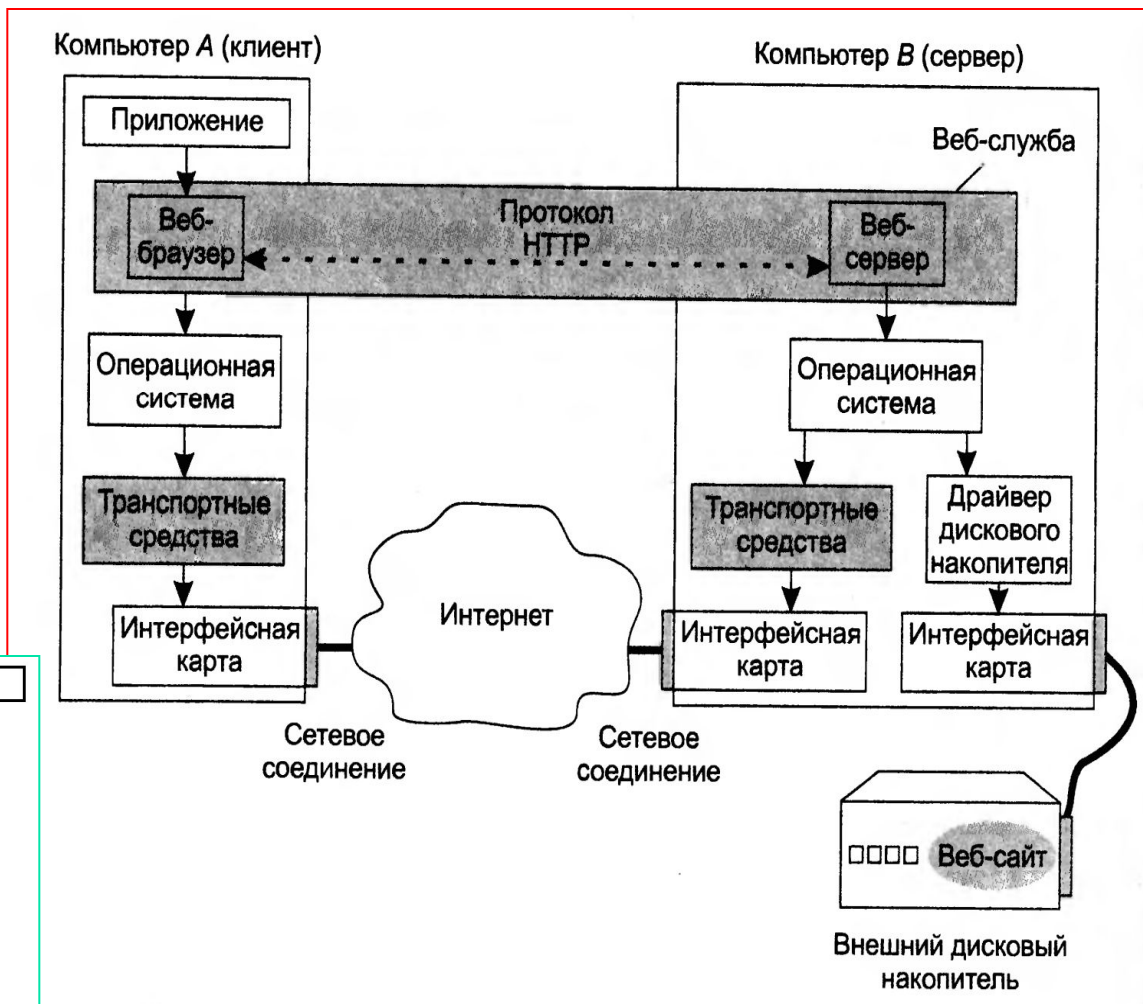 Компьютер А (клиент)
Компьютер В (сервер)
Приложение
Веб-служба
Веб-
браузер
Протокол
HTTP
Веб-
сервер
Операционная
система
Операционная
система
Транспортные
средства
Транспортные
средства
Драйвер
дискового
накопителя
Интерфейсная
карта
Интернет
Интерфейсная
карта
Интерфейсная
карта
Сетевое
соединение
Сетевое
соединение
Веб-сайт
Внешний дисковый
накопитель